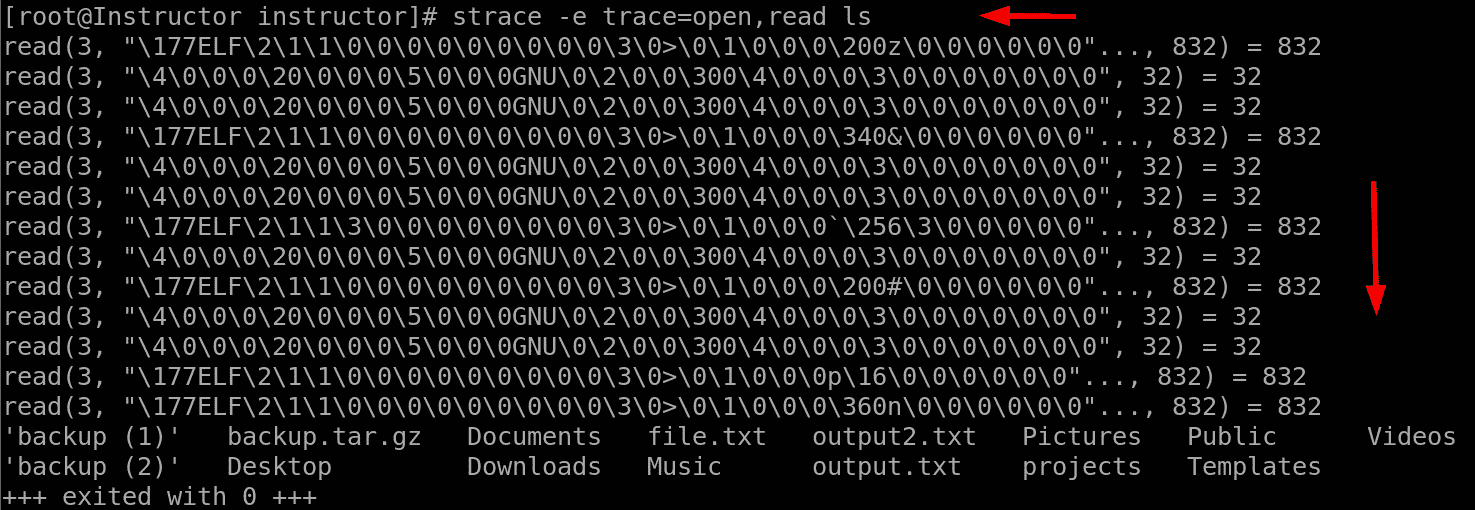 [root@Instructor instructor]# strace -e trace=open,read ls
read(3, "\177ELF\2\1\1\0\0\0\0\0\0\0\0\0\3\0>\0\1\0\0\0\200z\0\0\0\0\0\0"..., 832) = 832
read(3, "\4\0\0\0\20\0\0\0\5\0\0\0GNU\0\2\0\0\300\4\0\0\0\3\0\0\0\0\0\0\0", 32) = 32
read(3, "\4\0\0\0\20\0\0\0\5\0\0\0GNU\0\2\0\0\300\4\0\0\0\3\0\0\0\0\0\0\0", 32) = 32
read(3, "\177ELF\2\1\1\0\0\0\0\0\0\0\0\0\3\0>\0\1\0\0\0\340&\0\0\0\0\0\0"..., 832) = 832
read(3, "\4\0\0\0\20\0\0\0\5\0\0\0GNU\0\2\0\0\300\4\0\0\0\3\0\0\0\0\0\0\0", 32) = 32
read(3, "\4\0\0\0\20\0\0\0\5\0\0\0GNU\0\2\0\0\300\4\0\0\0\3\0\0\0\0\0\0\0", 32) = 32
read(3, "\177ELF\2\1\1\3\0\0\0\0\0\0\0\0\3\0>\0\1\0\0\0`\256\3\0\0\0\0\0"..., 832) = 832
read(3, "\4\0\0\0\20\0\0\0\5\0\0\0GNU\0\2\0\0\300\4\0\0\0\3\0\0\0\0\0\0\0", 32) = 32
read(3, "\177ELF\2\1\1\0\0\0\0\0\0\0\0\0\3\0>\0\1\0\0\0\200#\0\0\0\0\0\0"..., 832) = 832
read(3, "\4\0\0\0\20\0\0\0\5\0\0\0GNU\0\2\0\0\300\4\0\0\0\3\0\0\0\0\0\0\0", 32) = 32
read(3, "\4\0\0\0\20\0\0\0\5\0\0\0GNU\0\2\0\0\300\4\0\0\0\3\0\0\0\0\0\0\0", 32) = 32
read(3, "\177ELF\2\1\1\0\0\0\0\0\0\0\0\0\3\0>\0\1\0\0\0p\16\0\0\0\0\0\0"..., 832) = 832
read(3, "\177ELF\2\1\1\0\0\0\0\0\0\0\0\0\3\0>\0\1\0\0\0\360n\0\0\0\0\0\0"..., 832) = 832
'backup (1)'   backup.tar.gz   Documents   file.txt   output2.txt   Pictures   Public      Videos
'backup (2)'   Desktop         Downloads   Music      output.txt    projects   Templates
+++ exited with 0 +++